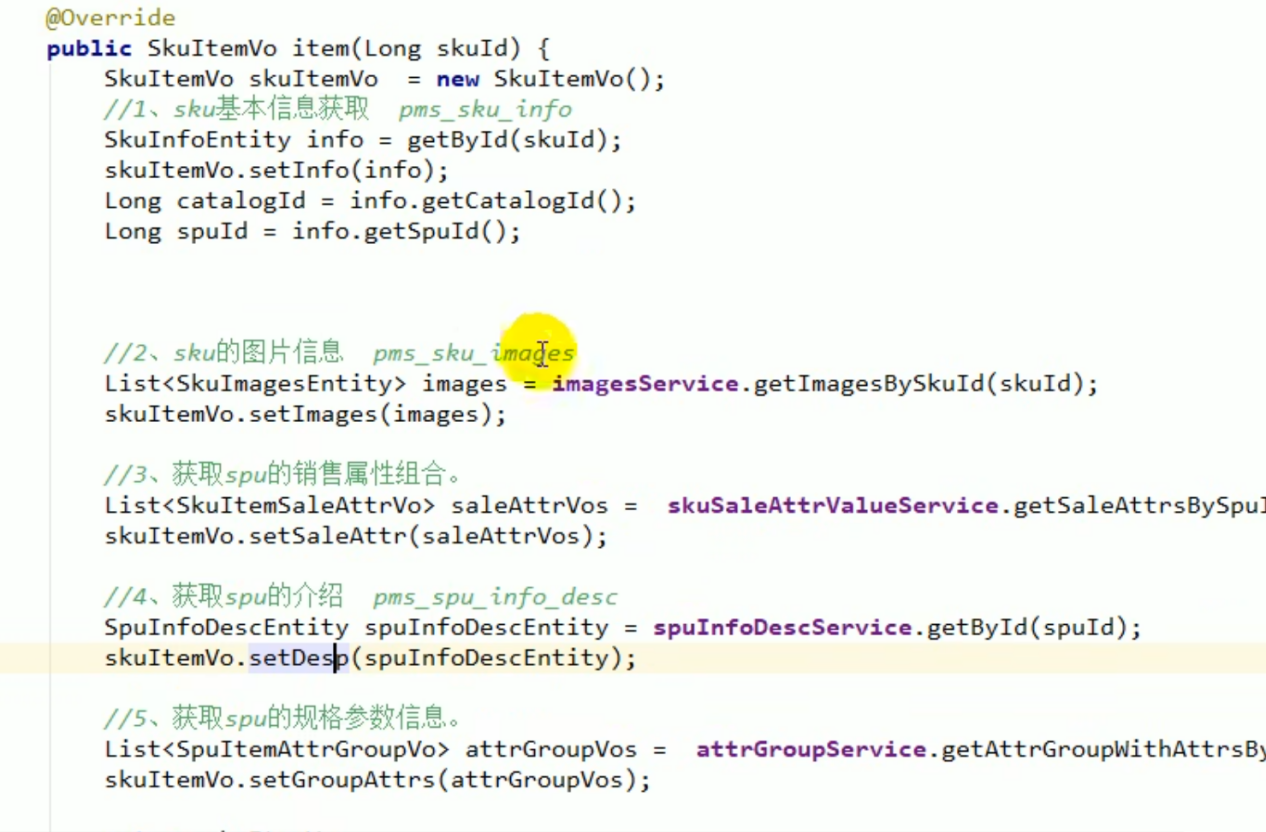 @Override
public SkuItemVo item(Long skuId) {
SkuItemVo skuItemVo  = new SkuItemVo();
//1、sku基本信息获取  pms_sku_info
SkuInfoEntity info = getById(skuId);
skuItemVo.setInfo(info);
Long catalogId = info.getCatalogId();
Long spuId = info.getSpuId();
//2、sku的图片信息  pms_sku_images
List<SkuImagesEntity> images = imagesService.getImagesBySkuId(skuId);
skuItemVo.setImages(images);
//3、获取spu的销售属性组合。
List<SkuItemSaleAttrVo> saleAttrVos =  skuSaleAttrValueService.getSaleAttrsBySpuI
skuItemVo.setSaleAttr(saleAttrVos);
//4、获取spu的介绍  pms_spu_info_desc
SpuInfoDescEntity spuInfoDescEntity = spuInfoDescService.getById(spuId);
skuItemVo.setDesp(spuInfoDescEntity);
//5、获取spu的规格参数信息。
List<SpuItemAttrGroupVo> attrGroupVos =  attrGroupService.getAttrGroupWithAttrsBy
skuItemVo.setGroupAttrs(attrGroupVos);